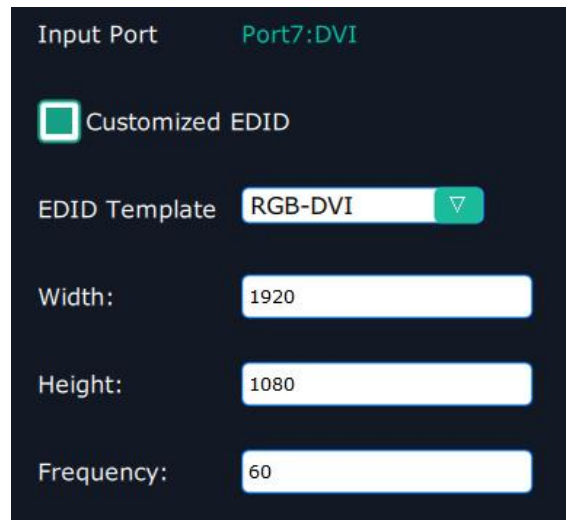 Input Port Port7:DVI
Customized EDID
EDID Template RGB-DVI
Width: 1920
Height: 1080
Frequency: 60